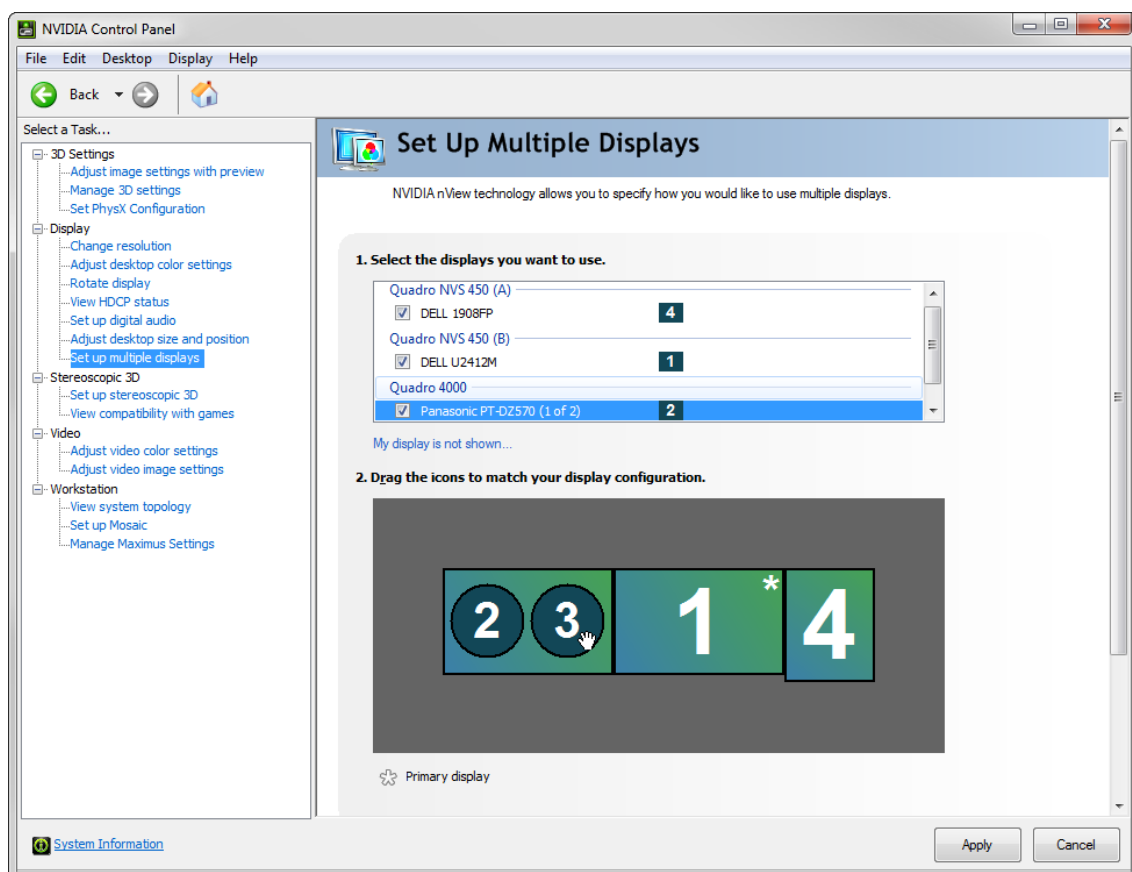 NVIDIA Control Panel
File Edit Desktop Display Help
Back
Select a Task...
3D Settings
Adjust image settings with preview
Manage 3D settings
Set PhysX Configuration
Display
Change resolution
Adjust desktop color settings
Rotate display
View HDCP status
Set up digital audio
Adjust desktop size and position
Set up multiple displays
Stereoscopic 3D
Set up stereoscopic 3D
View compatibility with games
Video
Adjust video color settings
Adjust video image settings
Workstation
View system topology
Set up Mosaic
Manage Maximus Settings
System Information
Set Up Multiple Displays
NVIDIA nView technology allows you to specify how you would like to use multiple displays.
1. Select the displays you want to use.
Quadro NVS 450 (A)
DELL 1908FP 4
Quadro NVS 450 (B)
DELL U2412M 1
Quadro 4000
Panasonic PT-DZ570 (1 of 2) 2
My display is not shown...
2. Drag the icons to match your display configuration.
2 3 1 * 4
Primary display
Apply Cancel